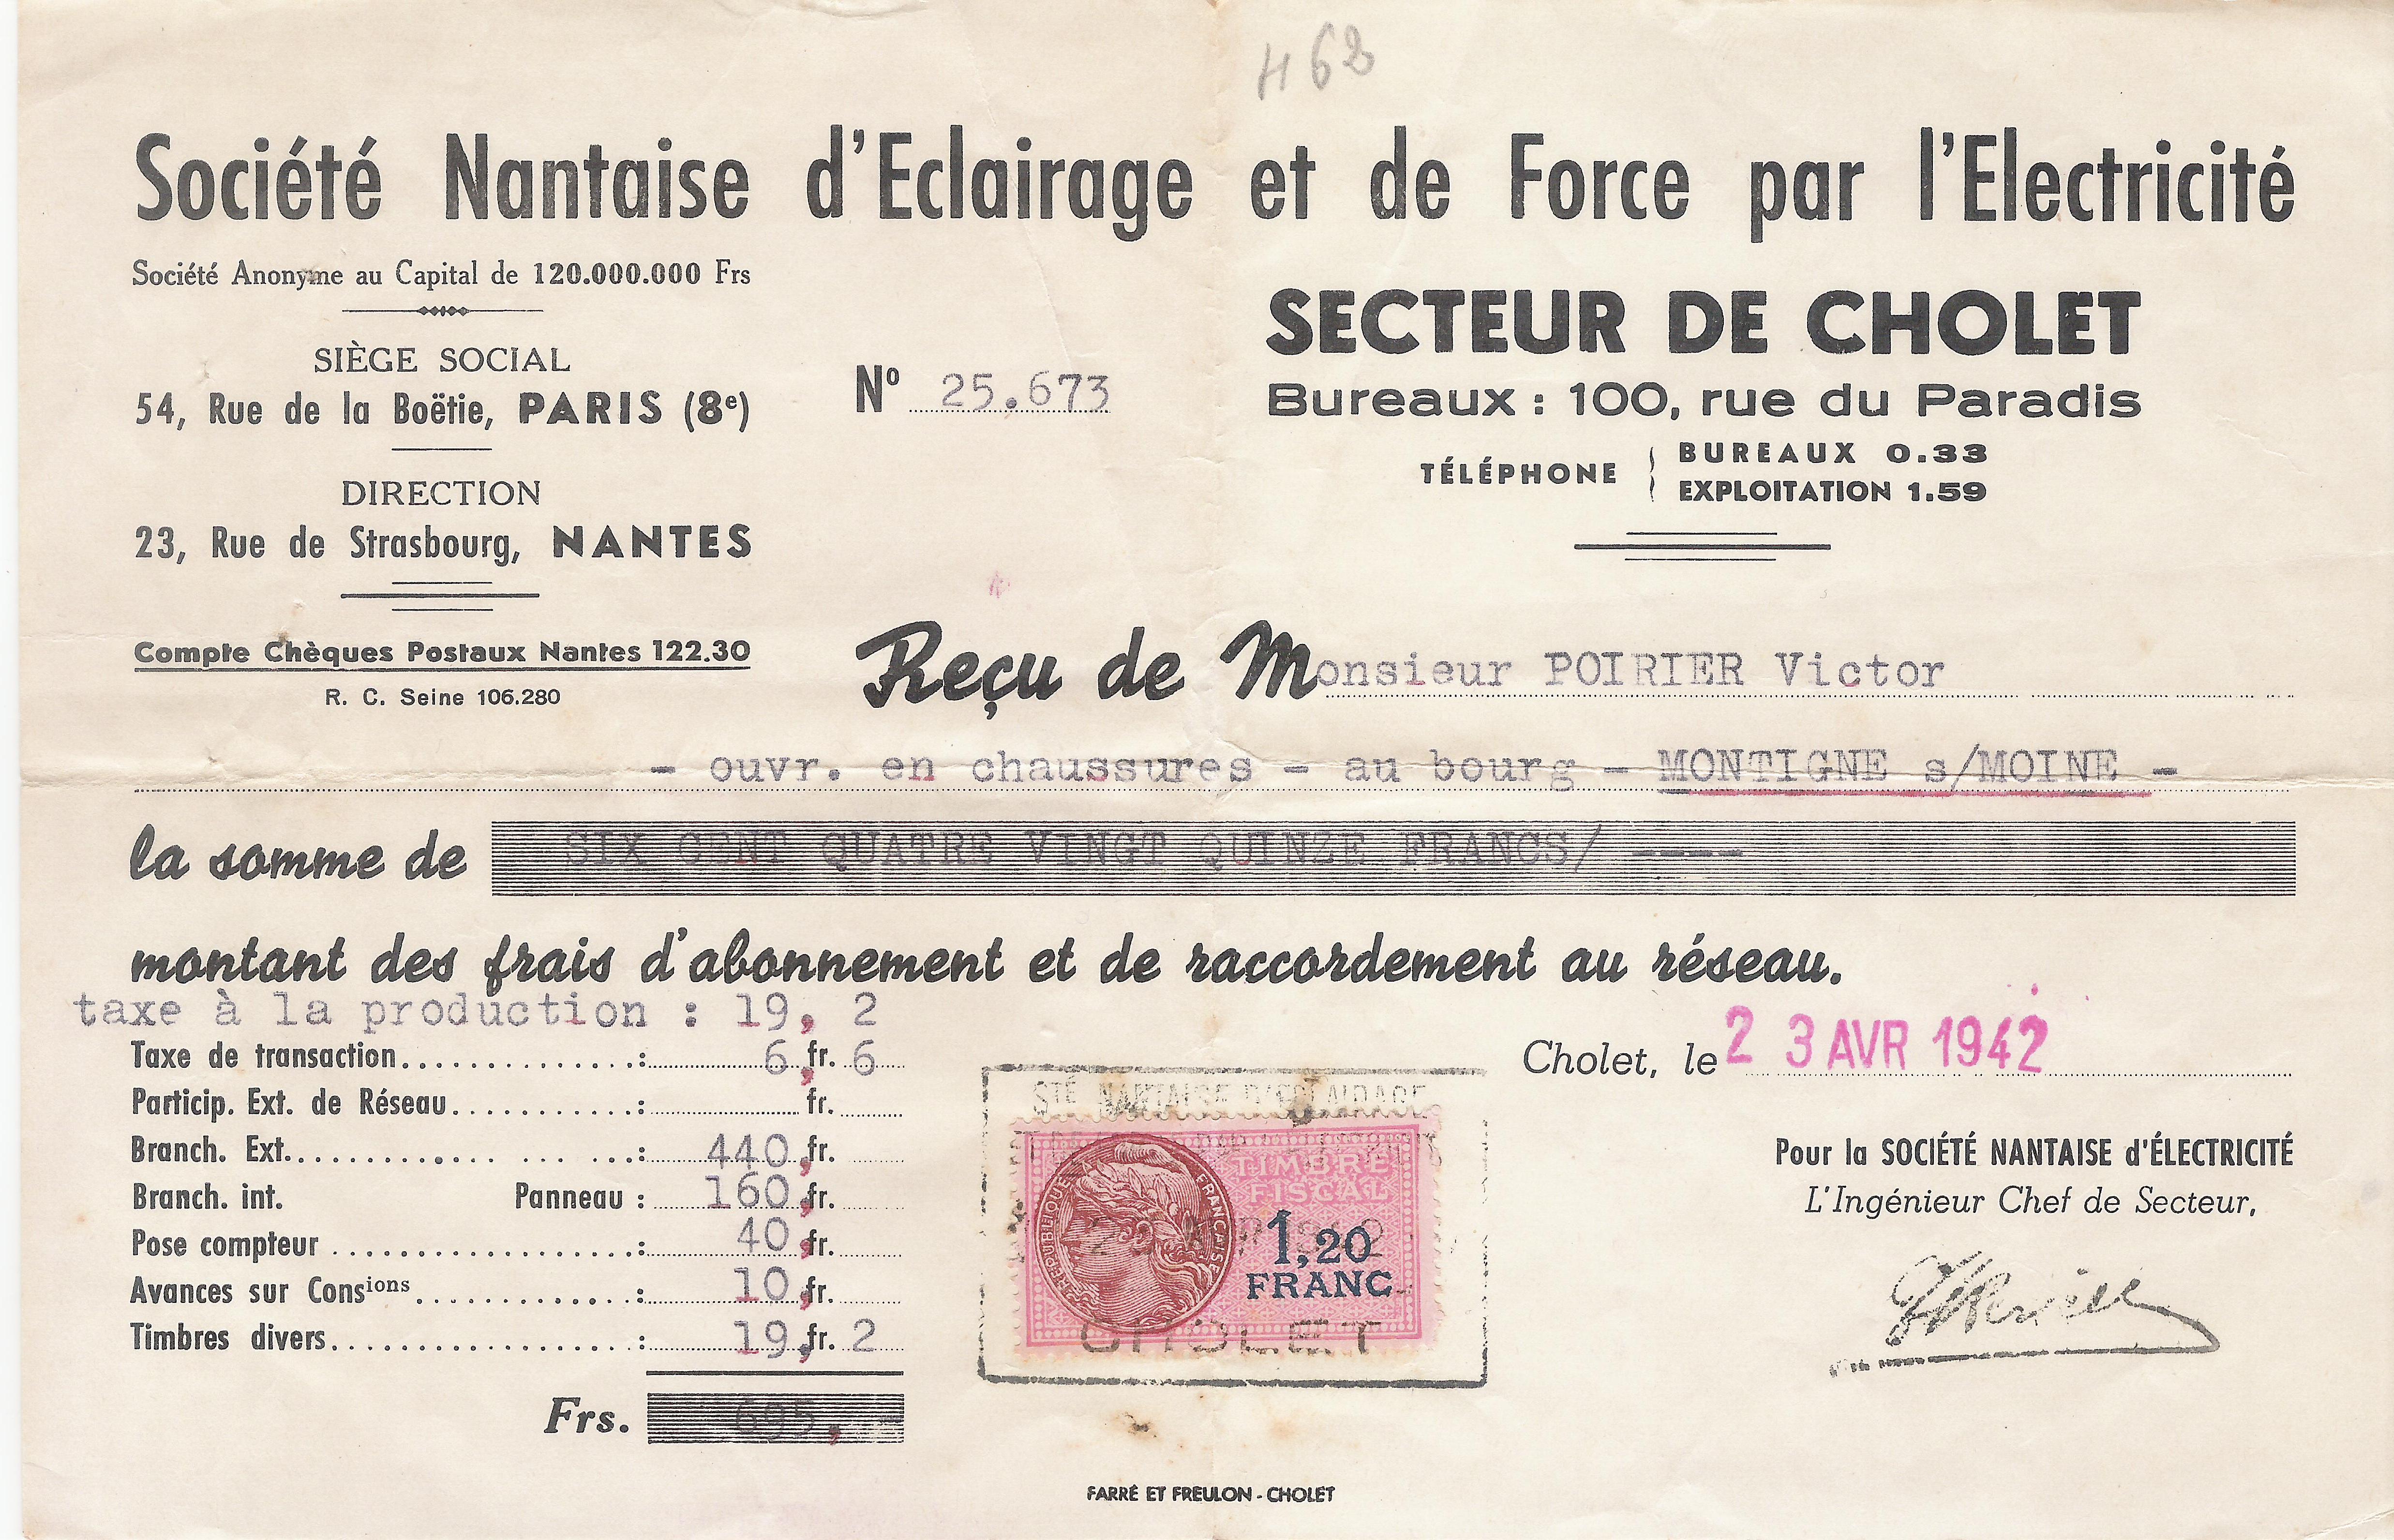 H 62
Société Nantaise d'Eclairage et de Force par l'Electricité
Société Anonyme au Capital de 120.000.000 Frs
SIÈGE SOCIAL
54, Rue de la Boëtie, PARIS (8e)
DIRECTION
23, Rue de Strasbourg, NANTES
Compte Chèques Postaux Nantes 122.30
R. C. Seine 106.280
N° 25.673
SECTEUR DE CHOLET
Bureaux : 100, rue du Paradis
TÉLÉPHONE
BUREAUX 0.33
EXPLOITATION 1.59
Reçu de Monsieur POIRIER Victor
- ouvr. en chaussures - au bourg - MONTIGNE s/MOINE -
la somme de SIX CENT QUATRE VINGT QUINZE FRANCS/ ----
montant des frais d'abonnement et de raccordement au réseau.
taxe à la production : 19, 2
Taxe de transaction..............: 6,fr. 6
Particip. Ext. de Réseau............: fr.
Branch. Ext.............. ... ...: 440,fr.
Branch. int. Panneau : 160,fr.
Pose compteur ...................: 40,fr.
Avances sur Consions..............: 10,fr.
Timbres divers...................: 19,fr. 2
Frs. 695,-
Cholet, le 23 AVR 1942
Pour la SOCIÉTÉ NANTAISE d'ÉLECTRICITÉ
L'Ingénieur Chef de Secteur,
STÉ NANTAISE D'ECLAIRAGE
REPUBLIQUE FRANÇAISE
TIMBRE
FISCAL
1,20
FRANC
CHOLET
FARRÉ ET FREULON - CHOLET